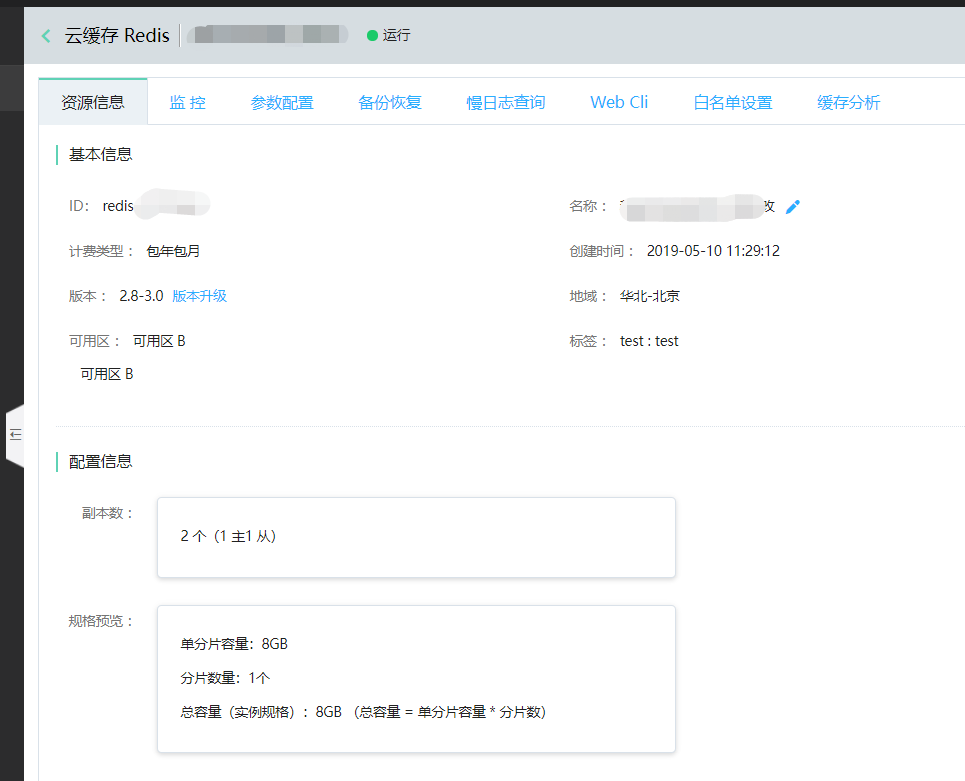 云缓存 Redis 运行
资源信息 监 控 参数配置 备份恢复 慢日志查询 Web Cli 白名单设置 缓存分析
基本信息
ID: redis 名称：
计费类型： 包年包月 创建时间： 2019-05-10 11:29:12
版本： 2.8-3.0 版本升级 地域： 华北-北京
可用区： 可用区 B 标签： test : test
可用区 B
配置信息
副本数：
2 个（1 主1 从）
规格预览：
单分片容量：8GB
分片数量：1个
总容量（实例规格）：8GB （总容量 = 单分片容量 * 分片数）